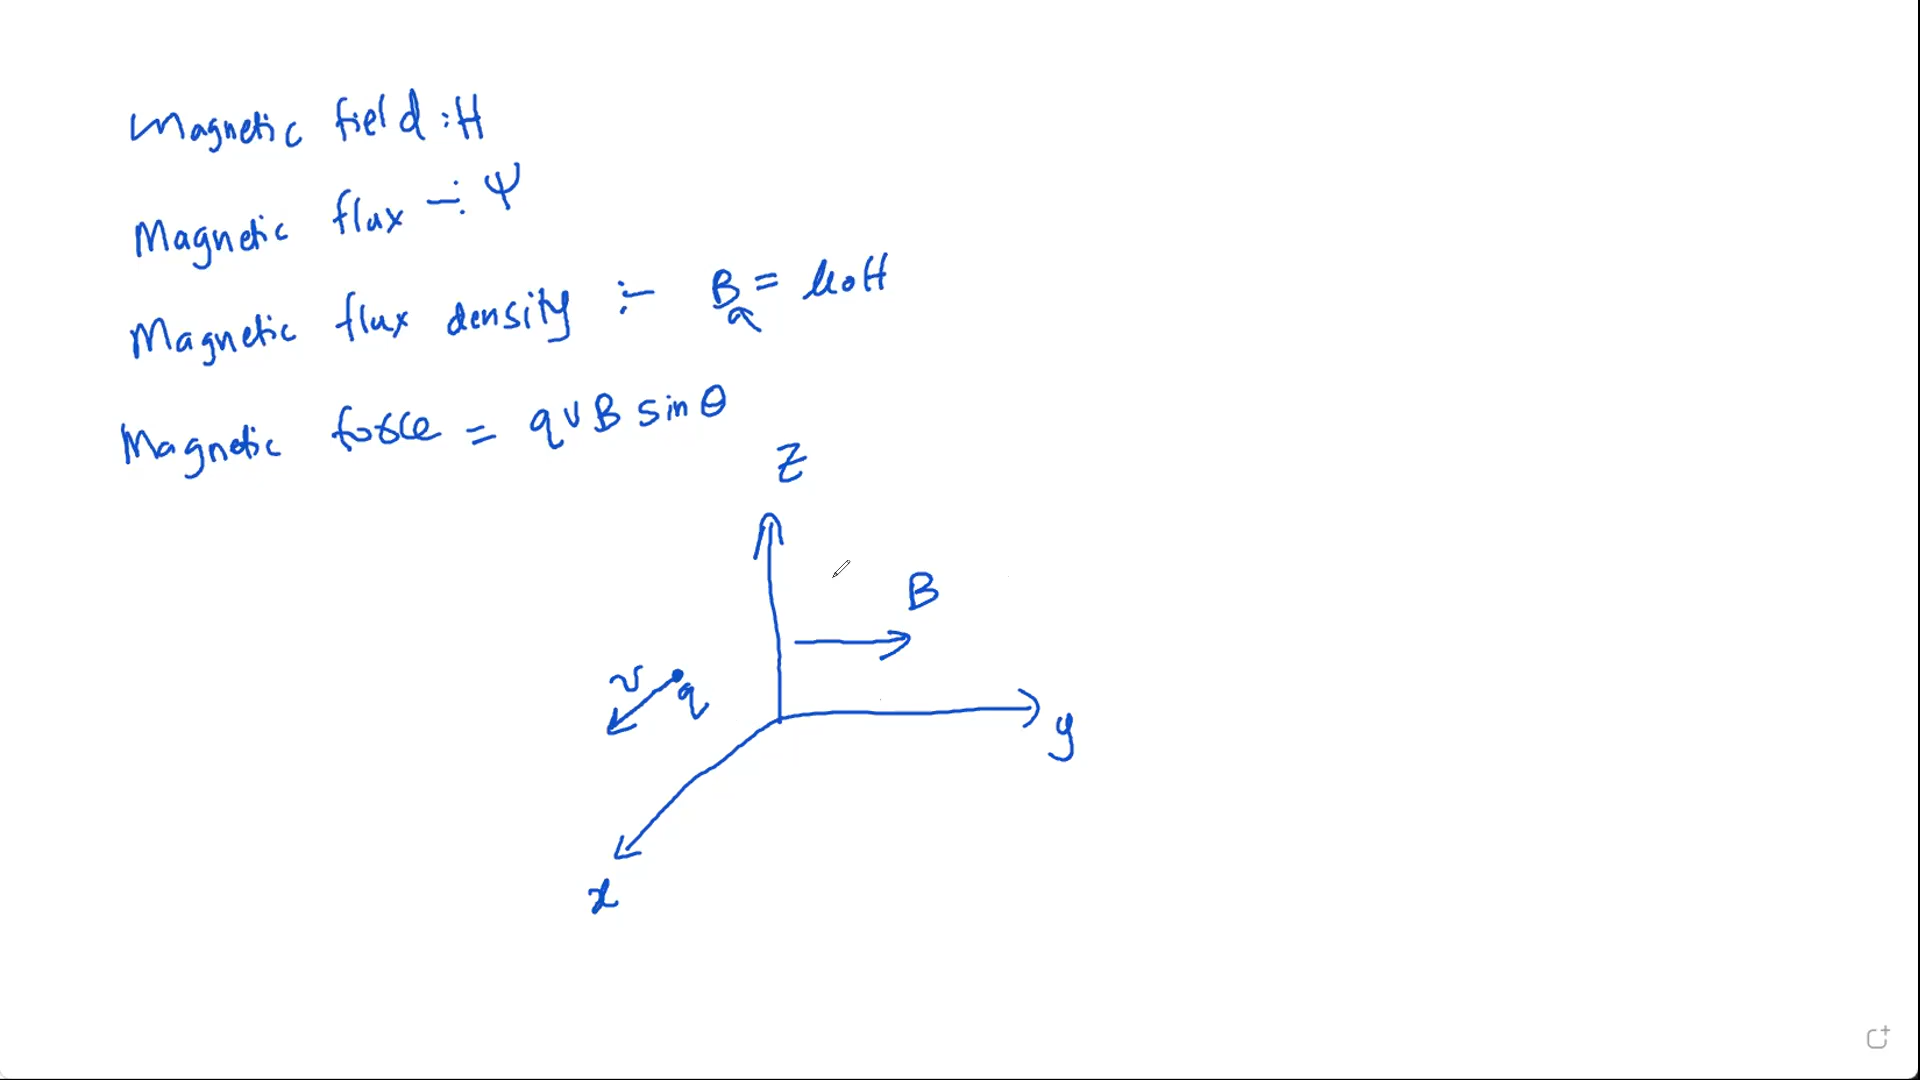 Magnetic field : H
Magnetic flux -: Ψ
Magnetic flux density :- B = μ₀H
Magnetic force = qvB sin θ
Z
B
v
q
y
x